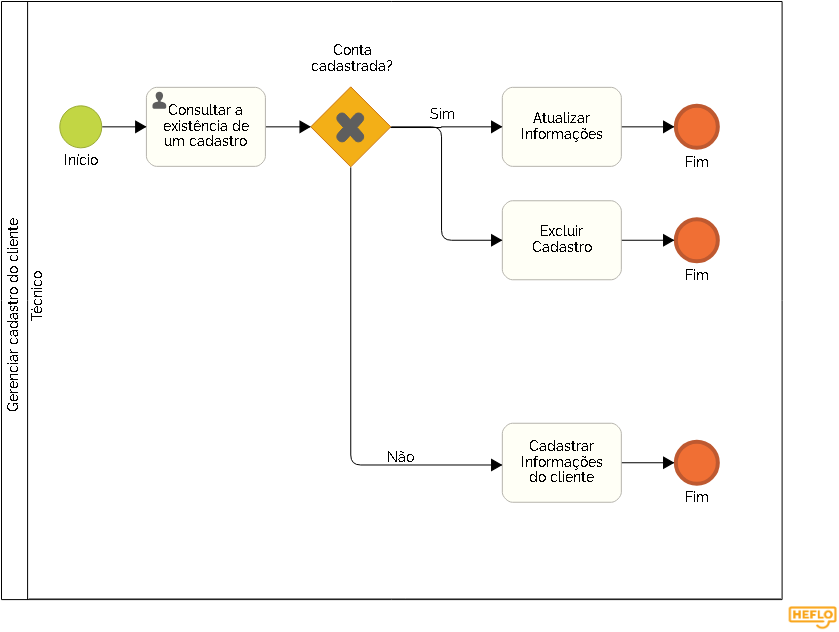 Gerenciar cadastro do cliente
Técnico
Início
Consultar a
existência de
um cadastro
Conta
cadastrada?
Sim
Atualizar
Informações
Fim
Excluir
Cadastro
Fim
Não
Cadastrar
Informações
do cliente
Fim
HEFLO